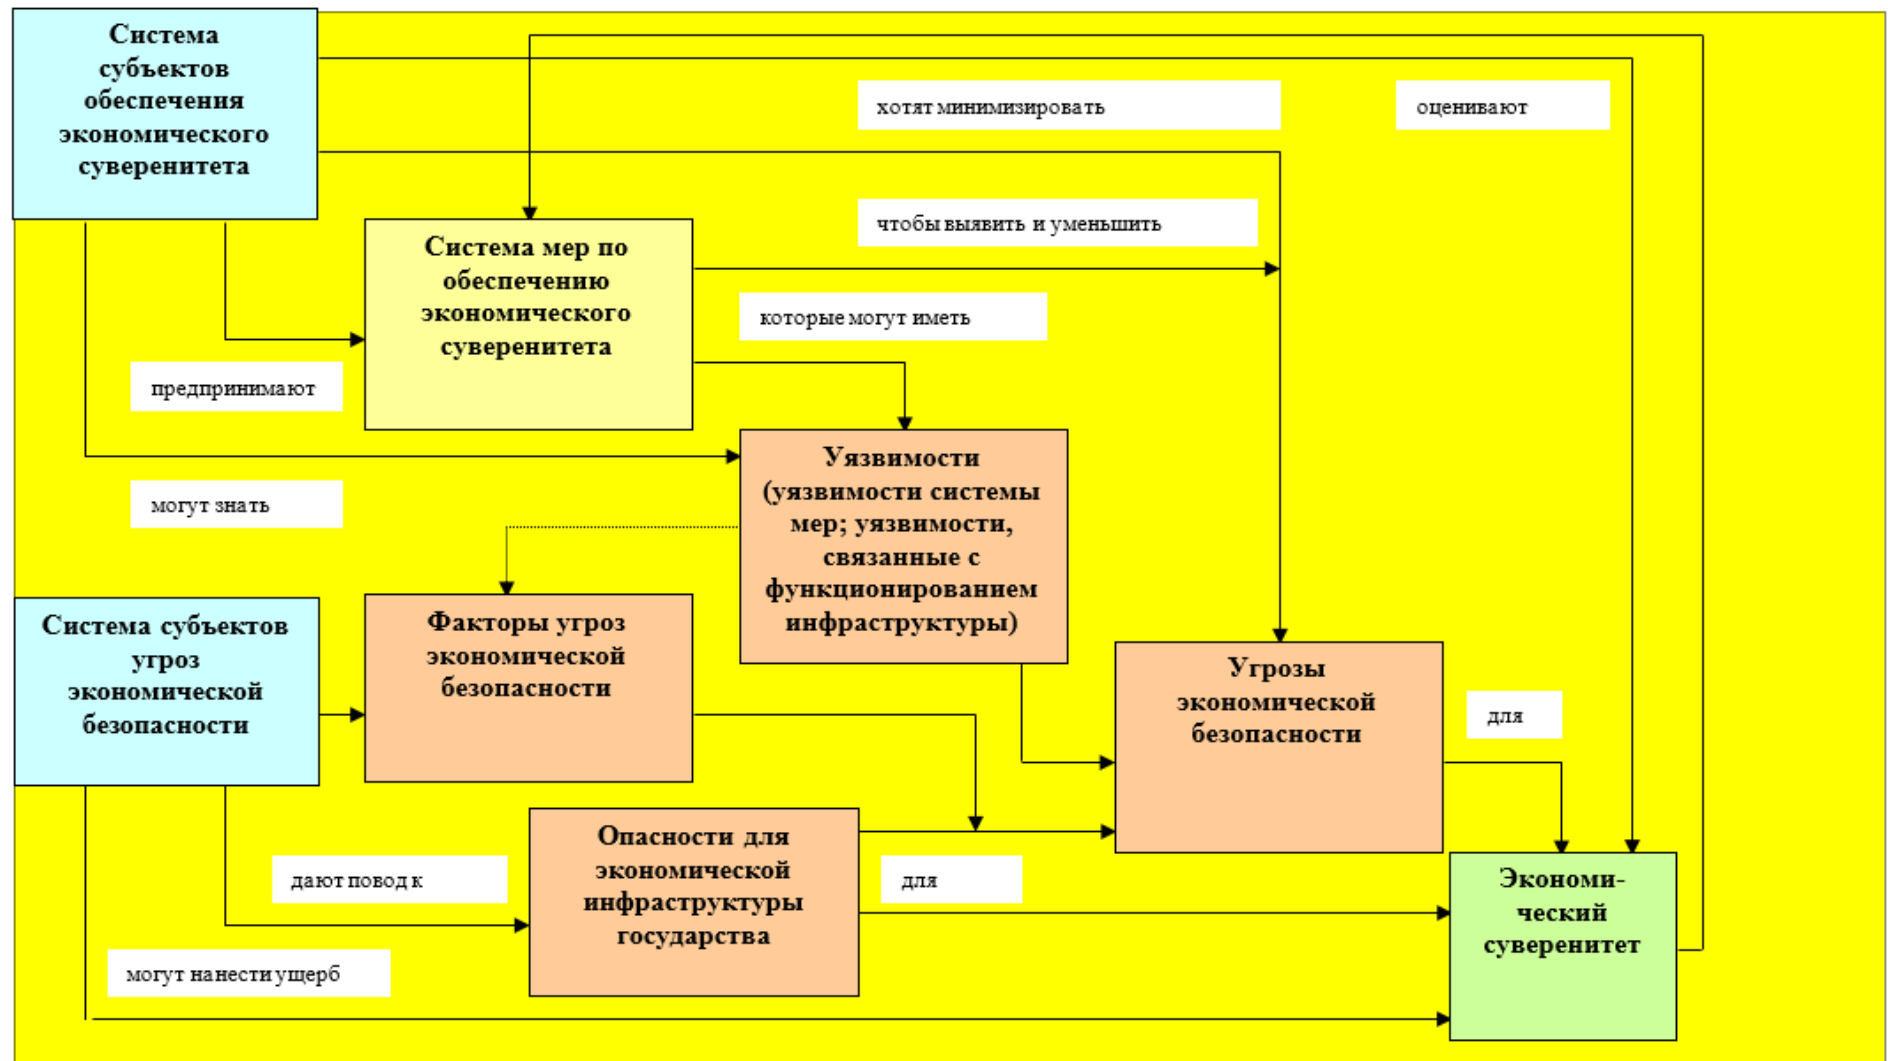 Система
субъектов
обеспечения
экономического
суверенитета
хотят минимизировать
оценивают
чтобы выявить и уменьшить
Система мер по
обеспечению
экономического
суверенитета
которые могут иметь
предпринимают
могут знать
Уязвимости
(уязвимости системы
мер; уязвимости,
связанные с
функционированием
инфраструктуры)
Система субъектов
угроз
экономической
безопасности
Факторы угроз
экономической
безопасности
Угрозы
экономической
безопасности
для
Опасности для
экономической
инфраструктуры
государства
дают повод к
для
Экономи-
ческий
суверенитет
могут нанести ущерб